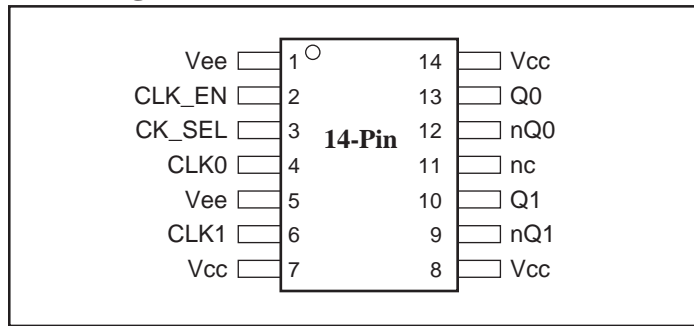 Vee 1 14 Vcc
CLK_EN 2 13 Q0
CK_SEL 3 12 nQ0
14-Pin
CLK0 4 11 nc
Vee 5 10 Q1
CLK1 6 9 nQ1
Vcc 7 8 Vcc